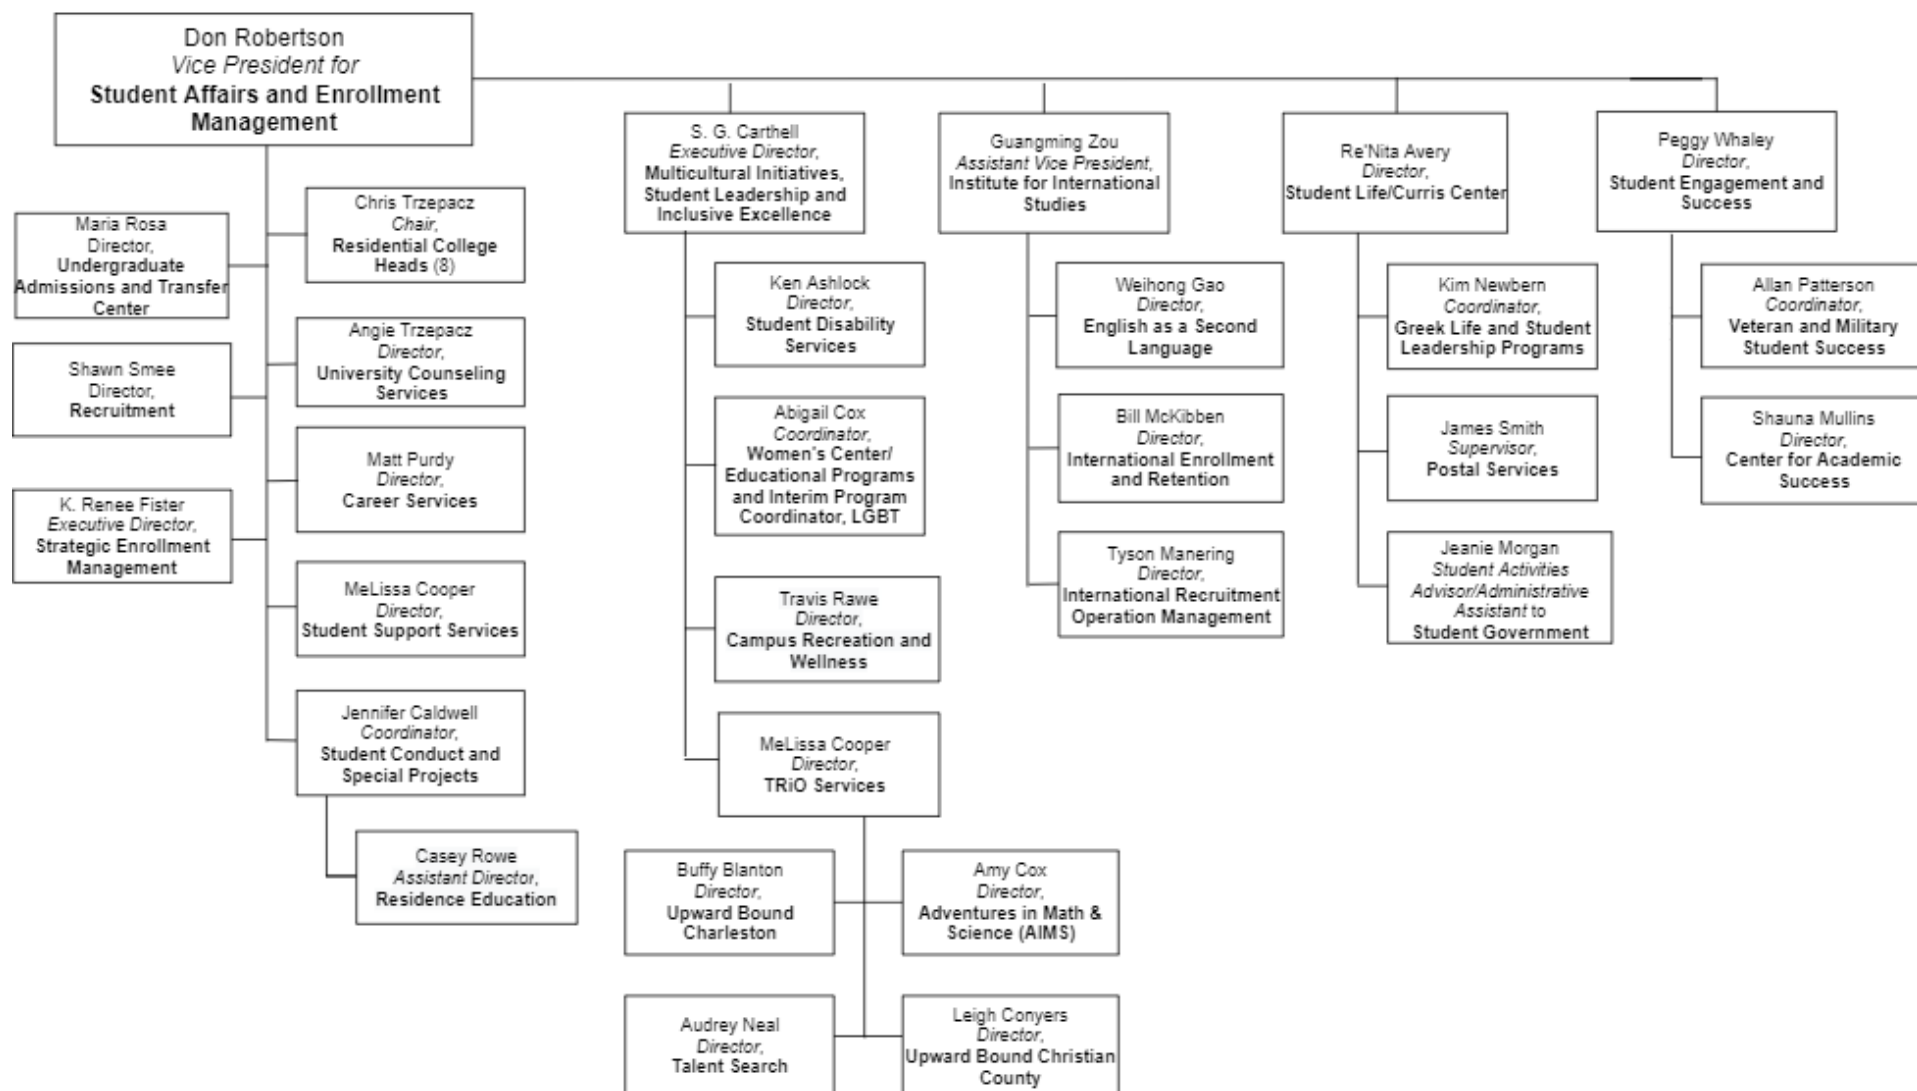 Don Robertson
Vice President for
Student Affairs and Enrollment
Management
Maria Rosa
Director,
Undergraduate
Admissions and Transfer
Center
Shawn Smee
Director,
Recruitment
K. Renee Fister
Executive Director,
Strategic Enrollment
Management
Chris Trzepacz
Chair,
Residential College
Heads (8)
Angie Trzepacz
Director,
University Counseling
Services
Matt Purdy
Director,
Career Services
MeLissa Cooper
Director,
Student Support Services
Jennifer Caldwell
Coordinator,
Student Conduct and
Special Projects
Casey Rowe
Assistant Director,
Residence Education
S. G. Carthell
Executive Director,
Multicultural Initiatives,
Student Leadership and
Inclusive Excellence
Ken Ashlock
Director,
Student Disability
Services
Abigail Cox
Coordinator,
Women's Center/
Educational Programs
and Interim Program
Coordinator, LGBT
Travis Rawe
Director,
Campus Recreation and
Wellness
MeLissa Cooper
Director,
TRiO Services
Buffy Blanton
Director,
Upward Bound
Charleston
Amy Cox
Director,
Adventures in Math &
Science (AIMS)
Audrey Neal
Director,
Talent Search
Leigh Conyers
Director,
Upward Bound Christian
County
Guangming Zou
Assistant Vice President,
Institute for International
Studies
Weihong Gao
Director,
English as a Second
Language
Bill McKibben
Director,
International Enrollment
and Retention
Tyson Manering
Director,
International Recruitment
Operation Management
Re'Nita Avery
Director,
Student Life/Curris Center
Kim Newbern
Coordinator,
Greek Life and Student
Leadership Programs
James Smith
Supervisor,
Postal Services
Jeanie Morgan
Student Activities
Advisor/Administrative
Assistant to
Student Government
Peggy Whaley
Director,
Student Engagement and
Success
Allan Patterson
Coordinator,
Veteran and Military
Student Success
Shauna Mullins
Director,
Center for Academic
Success